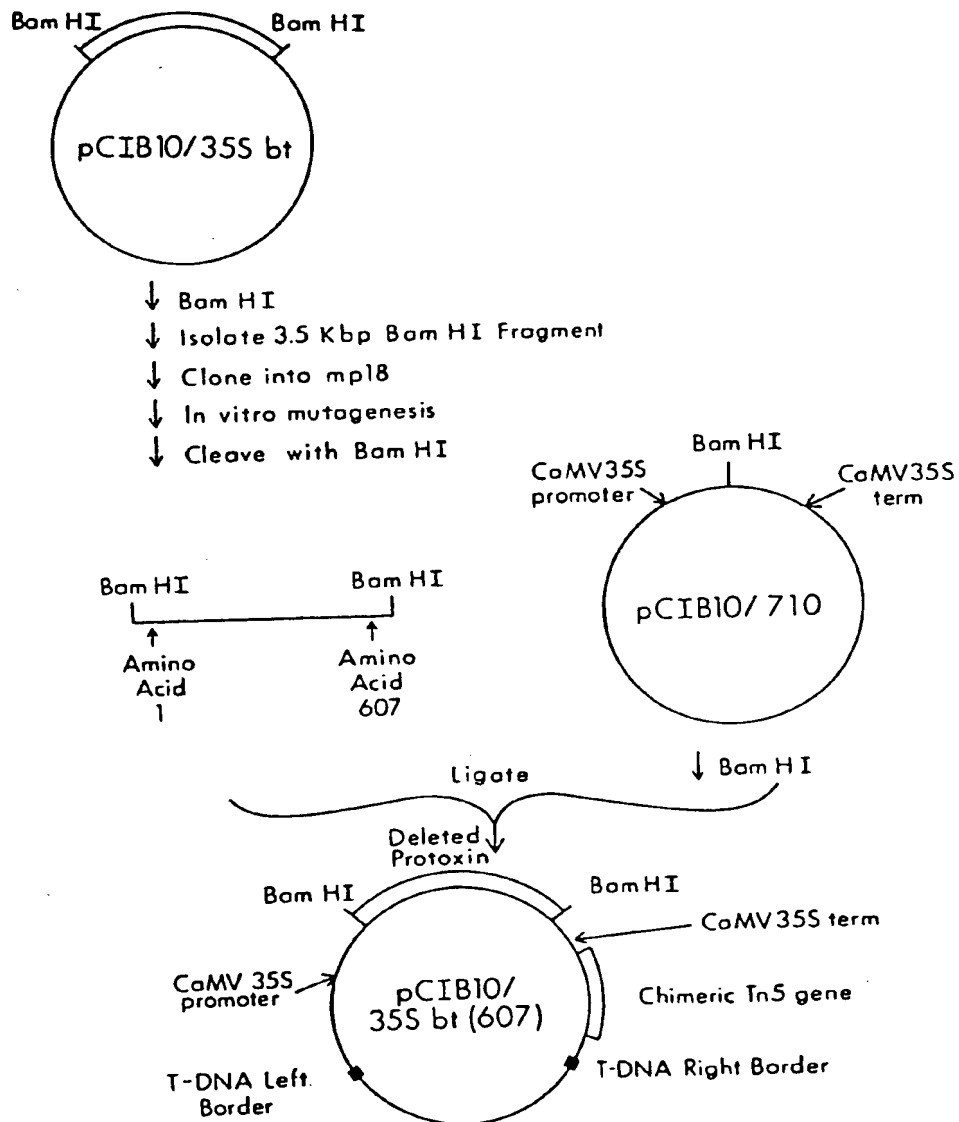 Bam HI
Bam HI
pCIB10/35S bt
↓ Bam HI
↓ Isolate 3.5 Kbp Bam HI Fragment
↓ Clone into mp18
↓ In vitro mutagenesis
↓ Cleave with Bam HI
Bam HI
CaMV35S
promoter
CaMV35S
term
pCIB10/710
Bam HI
Bam HI
Amino
Acid
1
Amino
Acid
607
↓ Bam HI
Ligate
Deleted
Protoxin
Bam HI
Bam HI
CaMV35S term
CaMV 35S
promoter
pCIB10/
35S bt (607)
Chimeric Tn5 gene
T-DNA Left
Border
T-DNA Right Border